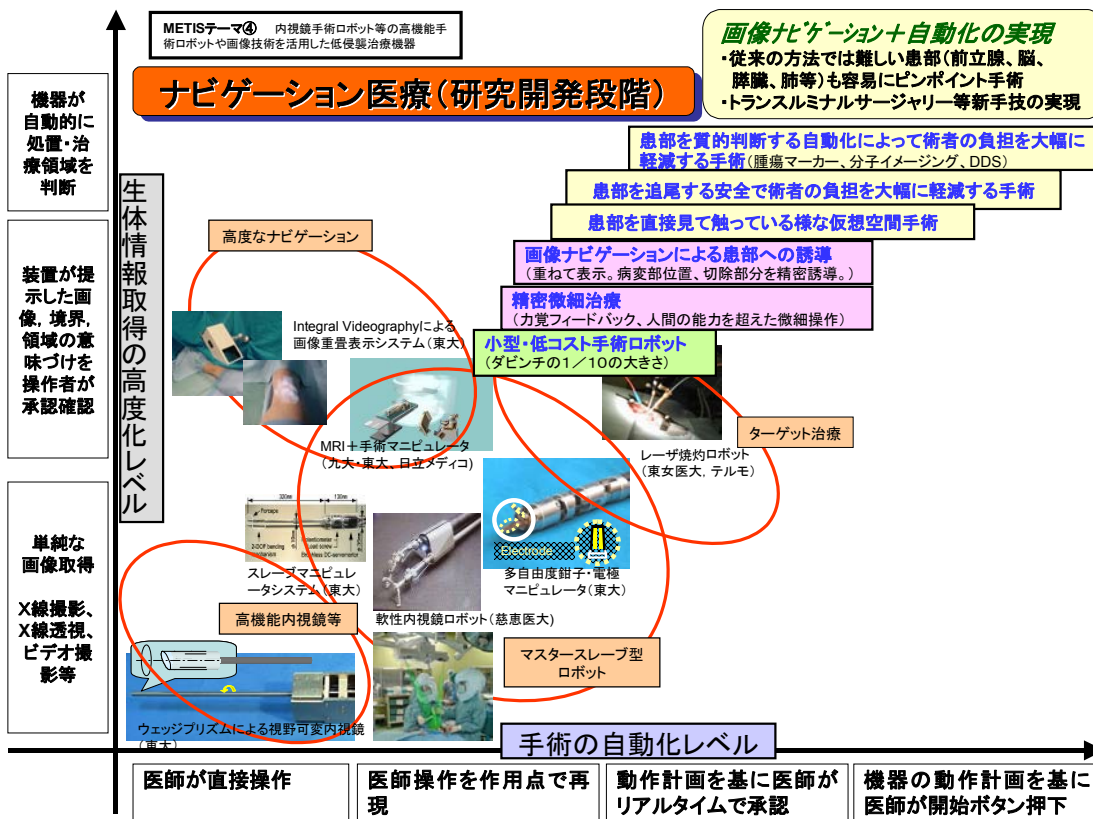 METISテーマ④　内視鏡手術ロボット等の高機能手
術ロボットや画像技術を活用した低侵襲治療機器
ナビゲーション医療(研究開発段階)
画像ナビゲーション＋自動化の実現
・従来の方法では難しい患部(前立腺、脳、
膵臓、肺等)も容易にピンポイント手術
・トランスルミナルサージャリー等新手技の実現
機器が
自動的に
処置・治
療領域を
判断
装置が提
示した画
像，境界，
領域の意
味づけを
操作者が
承認確認
単純な
画像取得
X線撮影、
X線透視、
ビデオ撮
影等
生体情報取得の高度化レベル
患部を質的判断する自動化によって術者の負担を大幅に
軽減する手術(腫瘍マーカー、分子イメージング、DDS)
患部を追尾する安全で術者の負担を大幅に軽減する手術
患部を直接見て触っている様な仮想空間手術
画像ナビゲーションによる患部への誘導
(重ねて表示。病変部位置、切除部分を精密誘導。)
精密微細治療
(力覚フィードバック、人間の能力を超えた微細操作)
小型・低コスト手術ロボット
(ダビンチの1／10の大きさ)
高度なナビゲーション
Integral Videographyによる
画像重畳表示システム(東大)
MRI＋手術マニピュレータ
(九大・東大、日立メディコ)
ターゲット治療
レーザ焼灼ロボット
(東女医大，テルモ)
320mm
130mm
Forceps
2-DOF bending
mechanism
スレーブマニピュレ
ータシステム(東大)
軟性内視鏡ロボット(慈恵医大)
Electrode
多自由度鉗子・電極
マニピュレータ(東大)
高機能内視鏡等
マスタースレーブ型
ロボット
ウェッジプリズムによる視野可変内視鏡
(東大)
手術の自動化レベル
医師が直接操作
医師操作を作用点で再
現
動作計画を基に医師が
リアルタイムで承認
機器の動作計画を基に
医師が開始ボタン押下